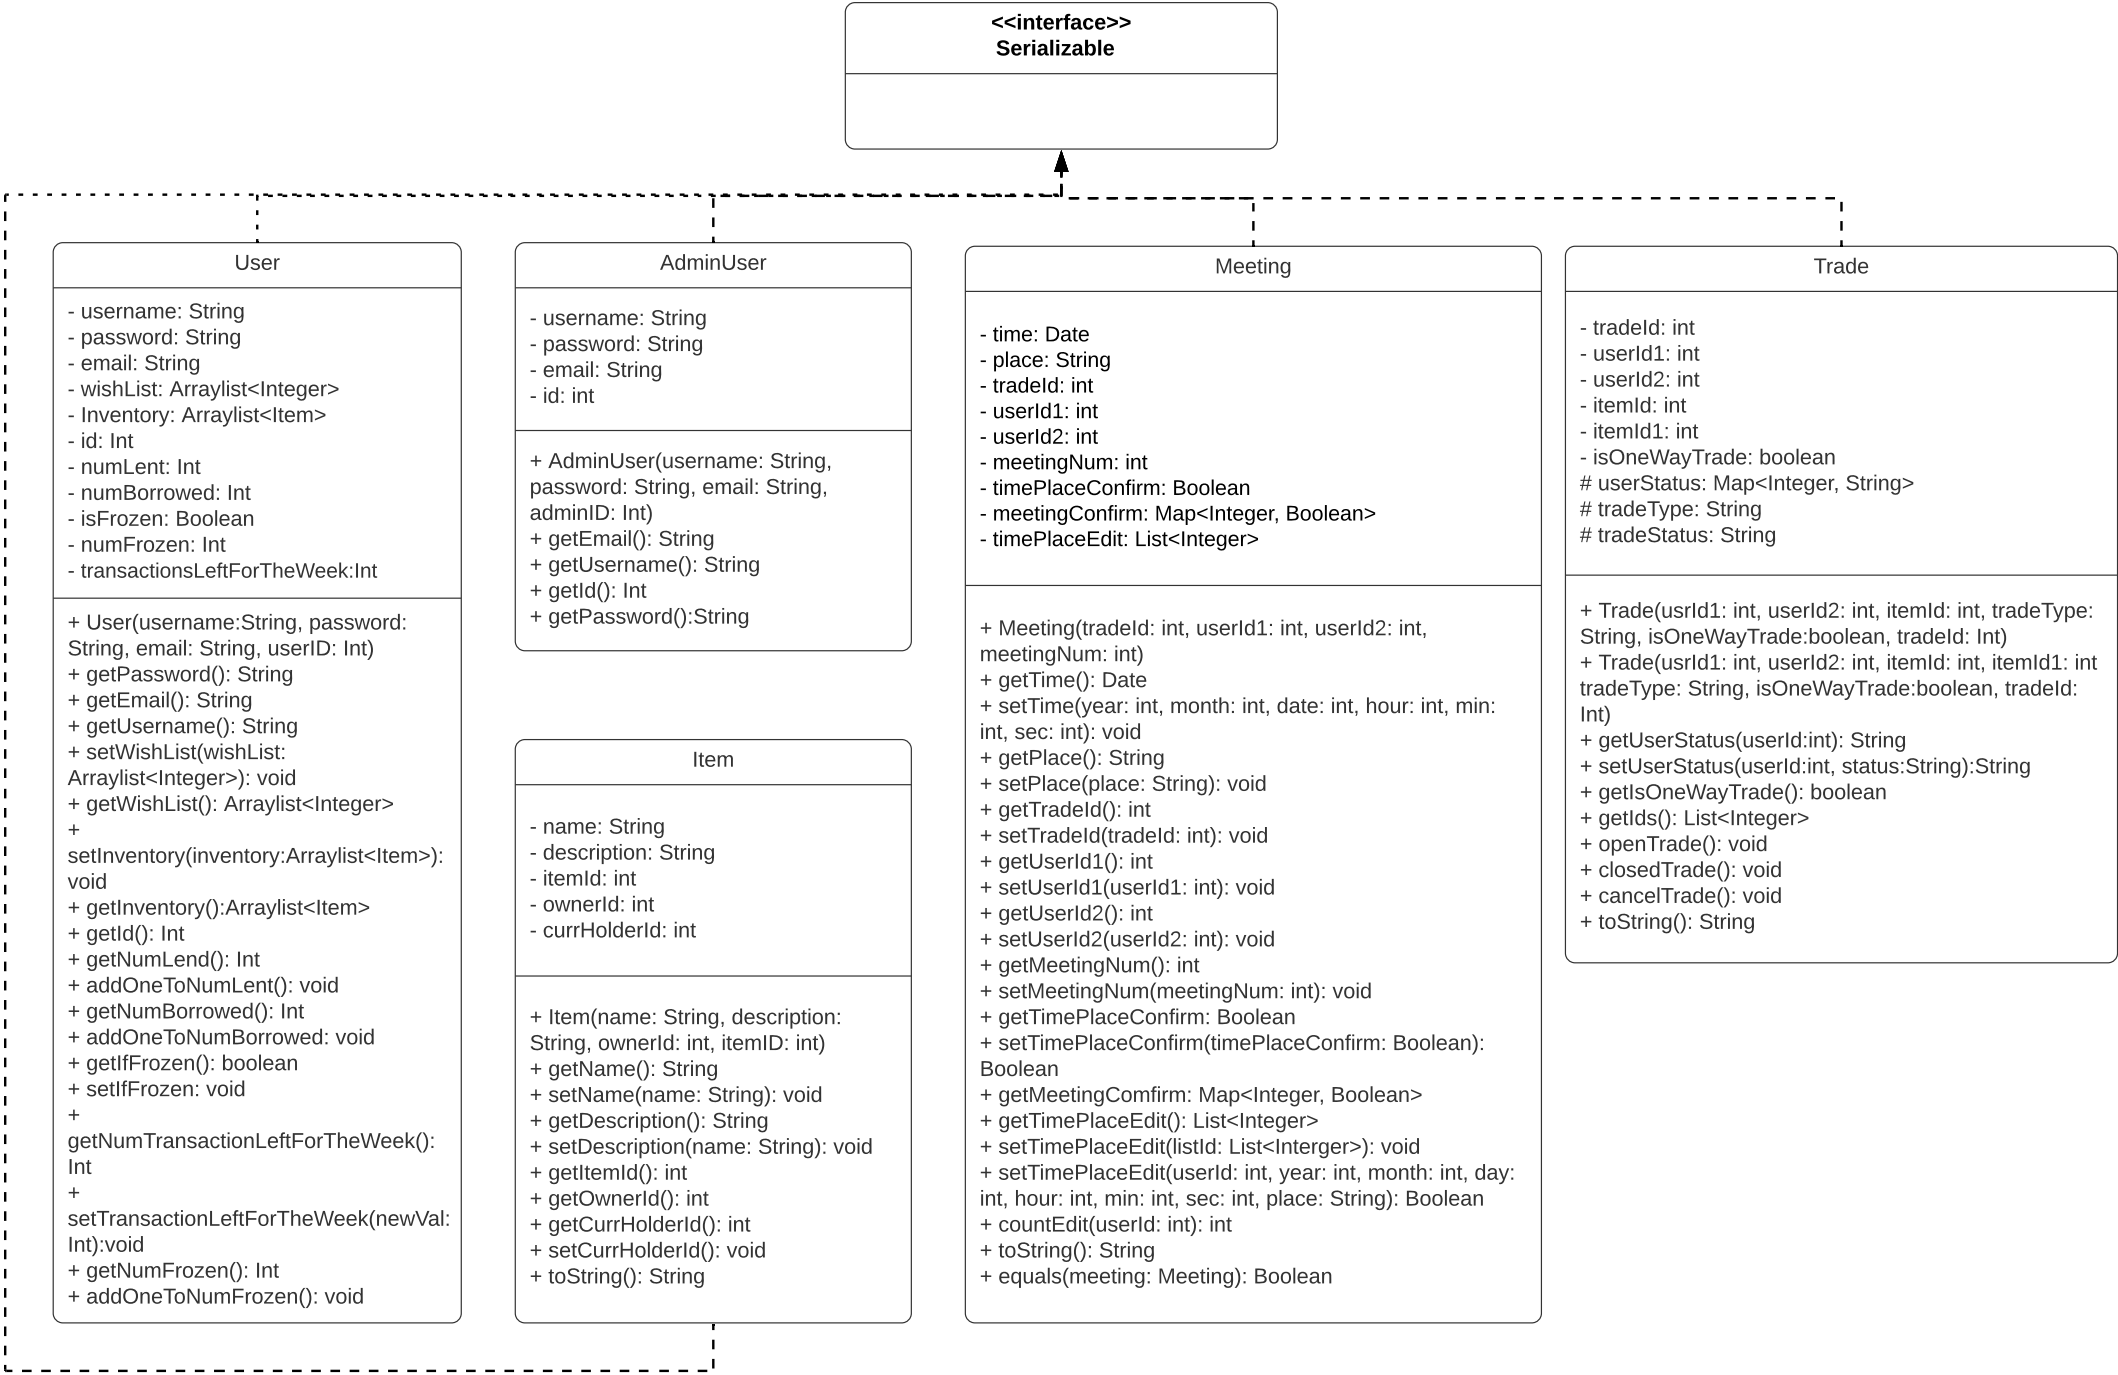 <<interface>>
Serializable
User
- username: String
- password: String
- email: String
- wishList: Arraylist<Integer>
- Inventory: Arraylist<Item>
- id: Int
- numLent: Int
- numBorrowed: Int
- isFrozen: Boolean
- numFrozen: Int
- transactionsLeftForTheWeek:Int
+ User(username:String, password:
String, email: String, userID: Int)
+ getPassword(): String
+ getEmail(): String
+ getUsername(): String
+ setWishList(wishList:
Arraylist<Integer>): void
+ getWishList(): Arraylist<Integer>
+
setInventory(inventory:Arraylist<Item>):
void
+ getInventory():Arraylist<Item>
+ getId(): Int
+ getNumLend(): Int
+ addOneToNumLent(): void
+ getNumBorrowed(): Int
+ addOneToNumBorrowed: void
+ getIfFrozen(): boolean
+ setIfFrozen: void
+
getNumTransactionLeftForTheWeek():
Int
+
setTransactionLeftForTheWeek(newVal:
Int):void
+ getNumFrozen(): Int
+ addOneToNumFrozen(): void
AdminUser
- username: String
- password: String
- email: String
- id: int
+ AdminUser(username: String,
password: String, email: String,
adminID: Int)
+ getEmail(): String
+ getUsername(): String
+ getId(): Int
+ getPassword():String
Item
- name: String
- description: String
- itemId: int
- ownerId: int
- currHolderId: int
+ Item(name: String, description:
String, ownerId: int, itemID: int)
+ getName(): String
+ setName(name: String): void
+ getDescription(): String
+ setDescription(name: String): void
+ getItemId(): int
+ getOwnerId(): int
+ getCurrHolderId(): int
+ setCurrHolderId(): void
+ toString(): String
Meeting
- time: Date
- place: String
- tradeId: int
- userId1: int
- userId2: int
- meetingNum: int
- timePlaceConfirm: Boolean
- meetingConfirm: Map<Integer, Boolean>
- timePlaceEdit: List<Integer>
+ Meeting(tradeId: int, userId1: int, userId2: int,
meetingNum: int)
+ getTime(): Date
+ setTime(year: int, month: int, date: int, hour: int, min:
int, sec: int): void
+ getPlace(): String
+ setPlace(place: String): void
+ getTradeId(): int
+ setTradeId(tradeId: int): void
+ getUserId1(): int
+ setUserId1(userId1: int): void
+ getUserId2(): int
+ setUserId2(userId2: int): void
+ getMeetingNum(): int
+ setMeetingNum(meetingNum: int): void
+ getTimePlaceConfirm: Boolean
+ setTimePlaceConfirm(timePlaceConfirm: Boolean):
Boolean
+ getMeetingComfirm: Map<Integer, Boolean>
+ getTimePlaceEdit(): List<Integer>
+ setTimePlaceEdit(listId: List<Interger>): void
+ setTimePlaceEdit(userId: int, year: int, month: int, day:
int, hour: int, min: int, sec: int, place: String): Boolean
+ countEdit(userId: int): int
+ toString(): String
+ equals(meeting: Meeting): Boolean
Trade
- tradeId: int
- userId1: int
- userId2: int
- itemId: int
- itemId1: int
- isOneWayTrade: boolean
# userStatus: Map<Integer, String>
# tradeType: String
# tradeStatus: String
+ Trade(usrId1: int, userId2: int, itemId: int, tradeType:
String, isOneWayTrade:boolean, tradeId: Int)
+ Trade(usrId1: int, userId2: int, itemId: int, itemId1: int
tradeType: String, isOneWayTrade:boolean, tradeId:
Int)
+ getUserStatus(userId:int): String
+ setUserStatus(userId:int, status:String):String
+ getIsOneWayTrade(): boolean
+ getIds(): List<Integer>
+ openTrade(): void
+ closedTrade(): void
+ cancelTrade(): void
+ toString(): String